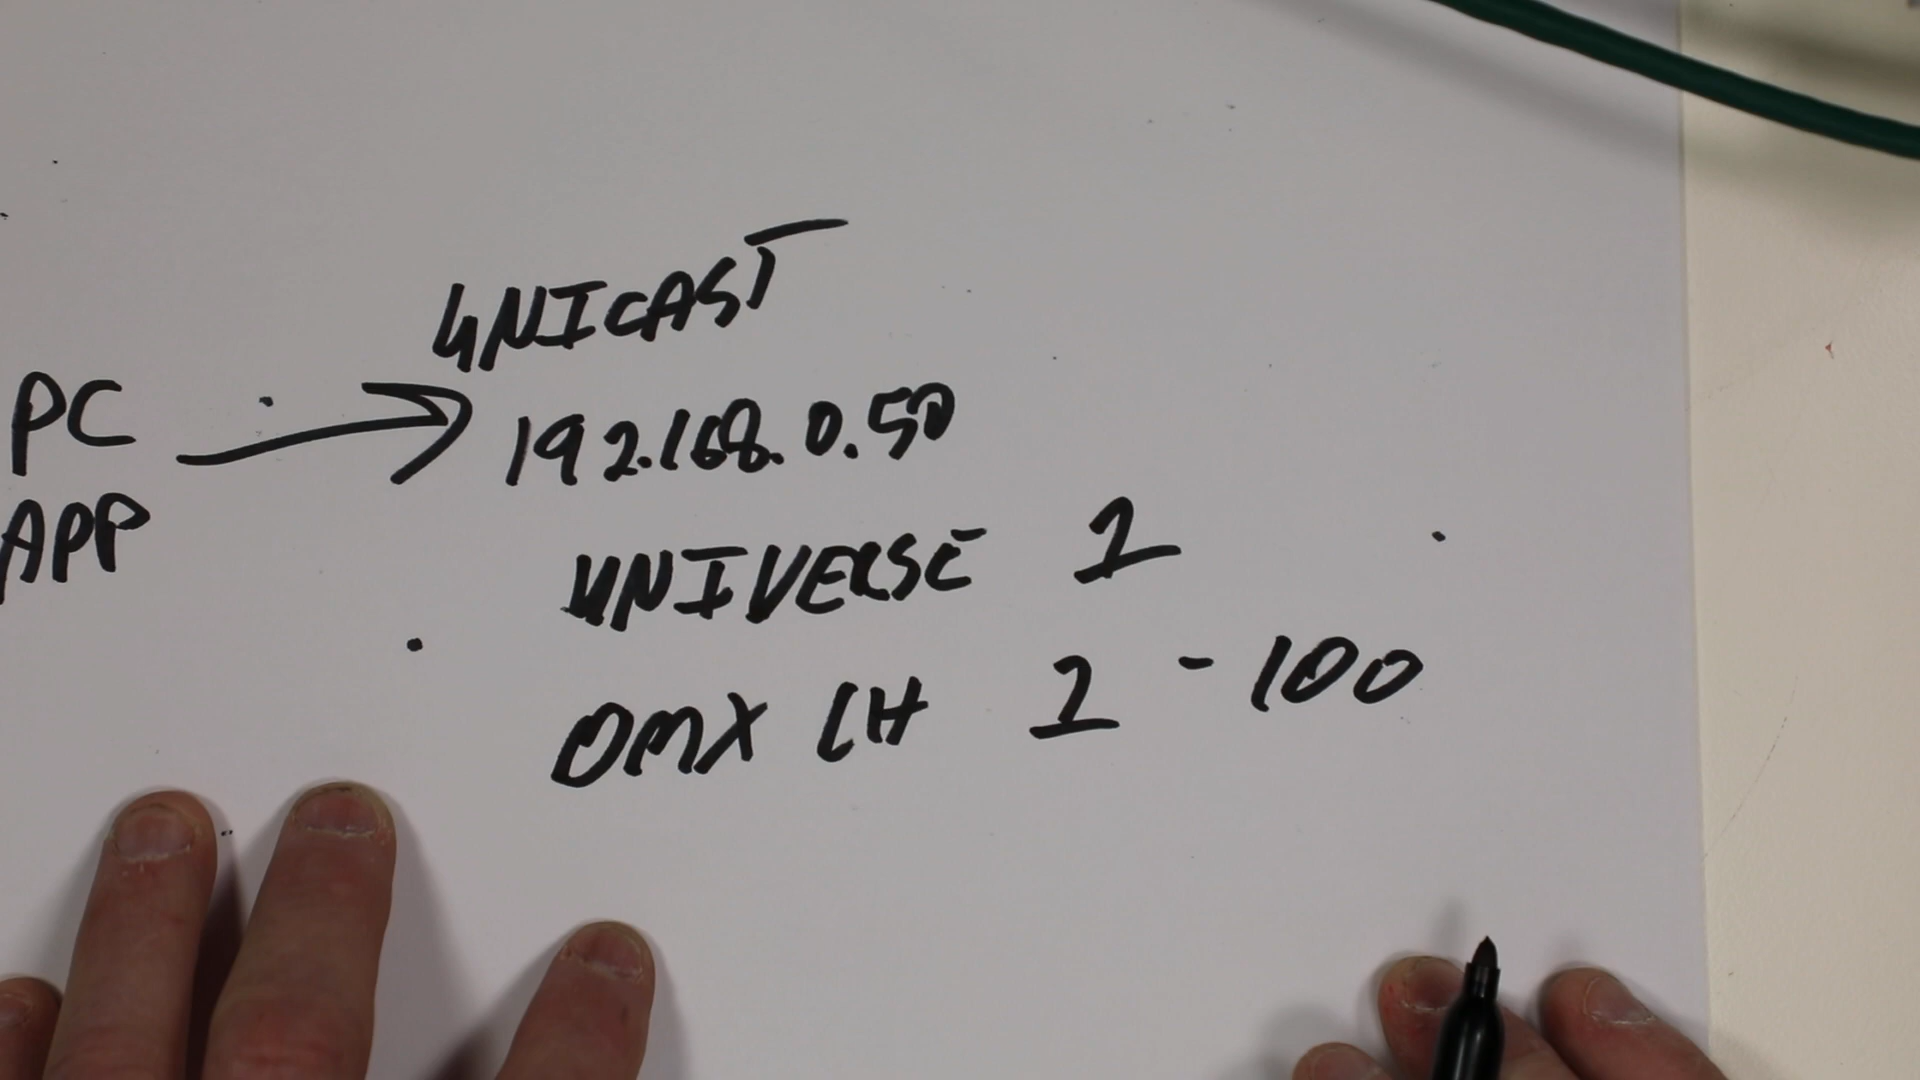 UNICAST
PC
192.168.0.50
APP
UNIVERSE 1
DMX CH 1 - 100